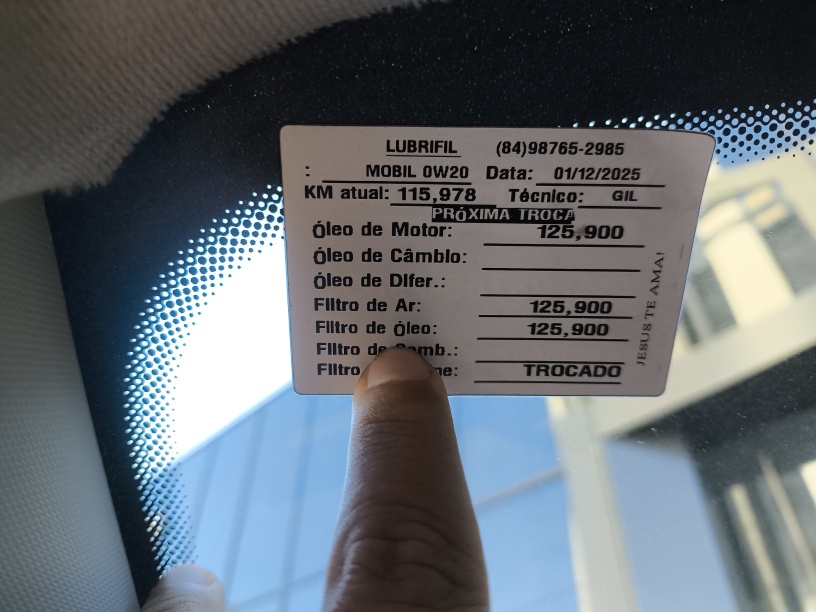 LUBRIFIL (84)98765-2985
: MOBIL 0W20 Data: 01/12/2025
KM atual: 115,978 Técnico: GIL
PRÓXIMA TROCA
Óleo de Motor: 125,900
Óleo de Câmbio:
Óleo de Difer.:
Filtro de Ar: 125,900
Filtro de Óleo: 125,900
Filtro de Comb.:
Filtro TROCADO
JESUS TE AMA!